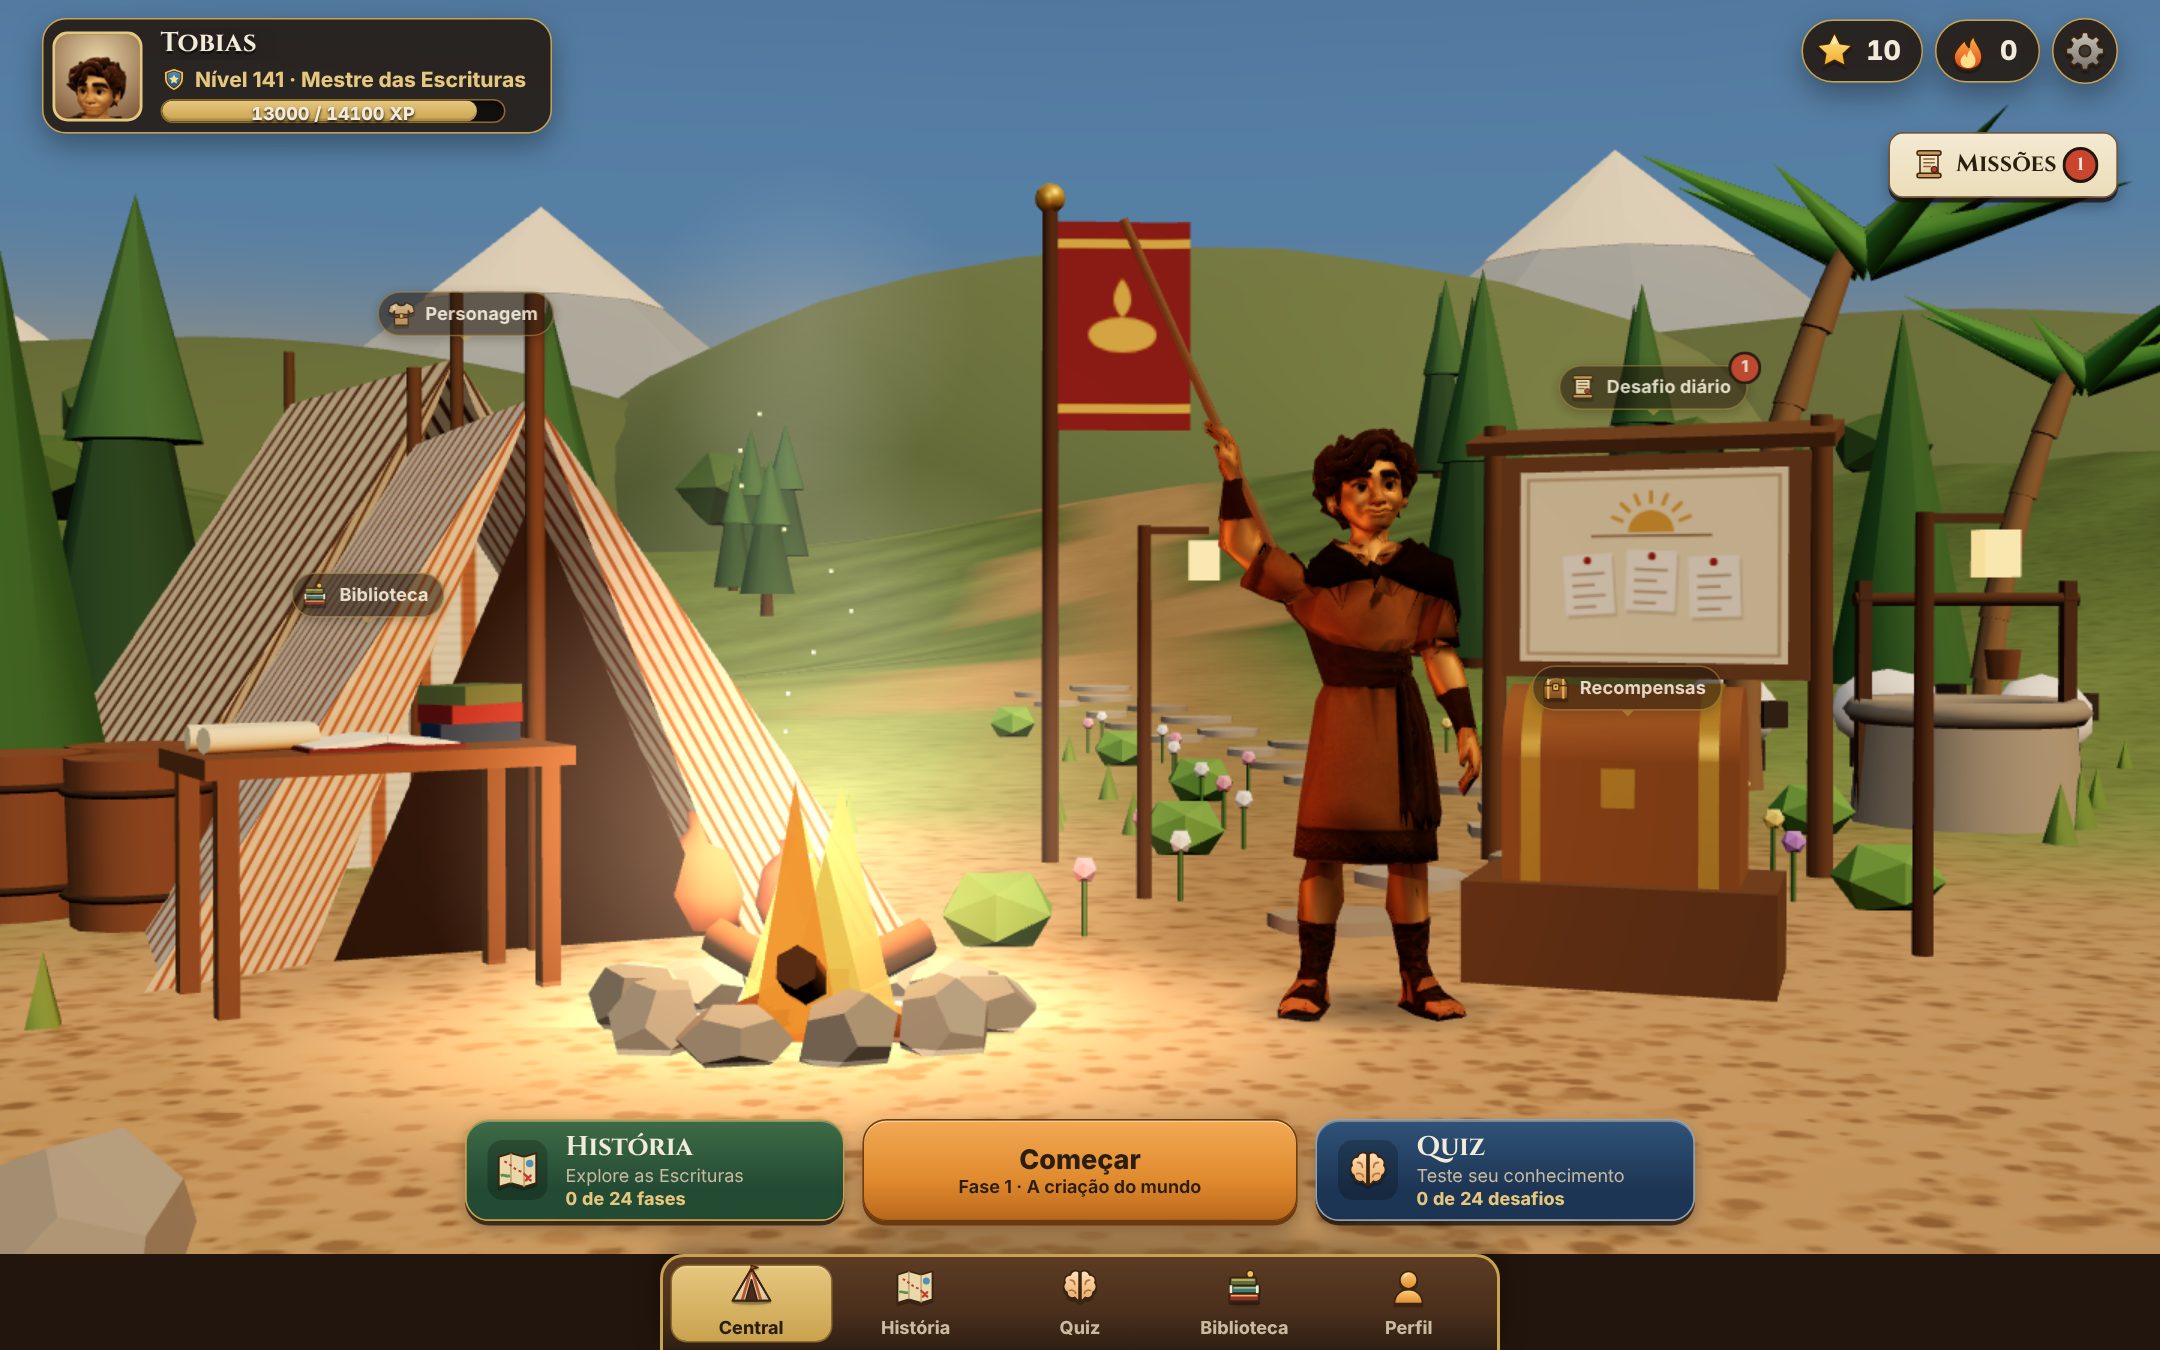 Tobias
Nível 141 · Mestre das Escrituras
13000 / 14100 XP
10
0
Missões 1
Personagem
Desafio diário 1
Biblioteca
Recompensas
História
Explore as Escrituras
0 de 24 fases
Começar
Fase 1 · A criação do mundo
Quiz
Teste seu conhecimento
0 de 24 desafios
Central
História
Quiz
Biblioteca
Perfil